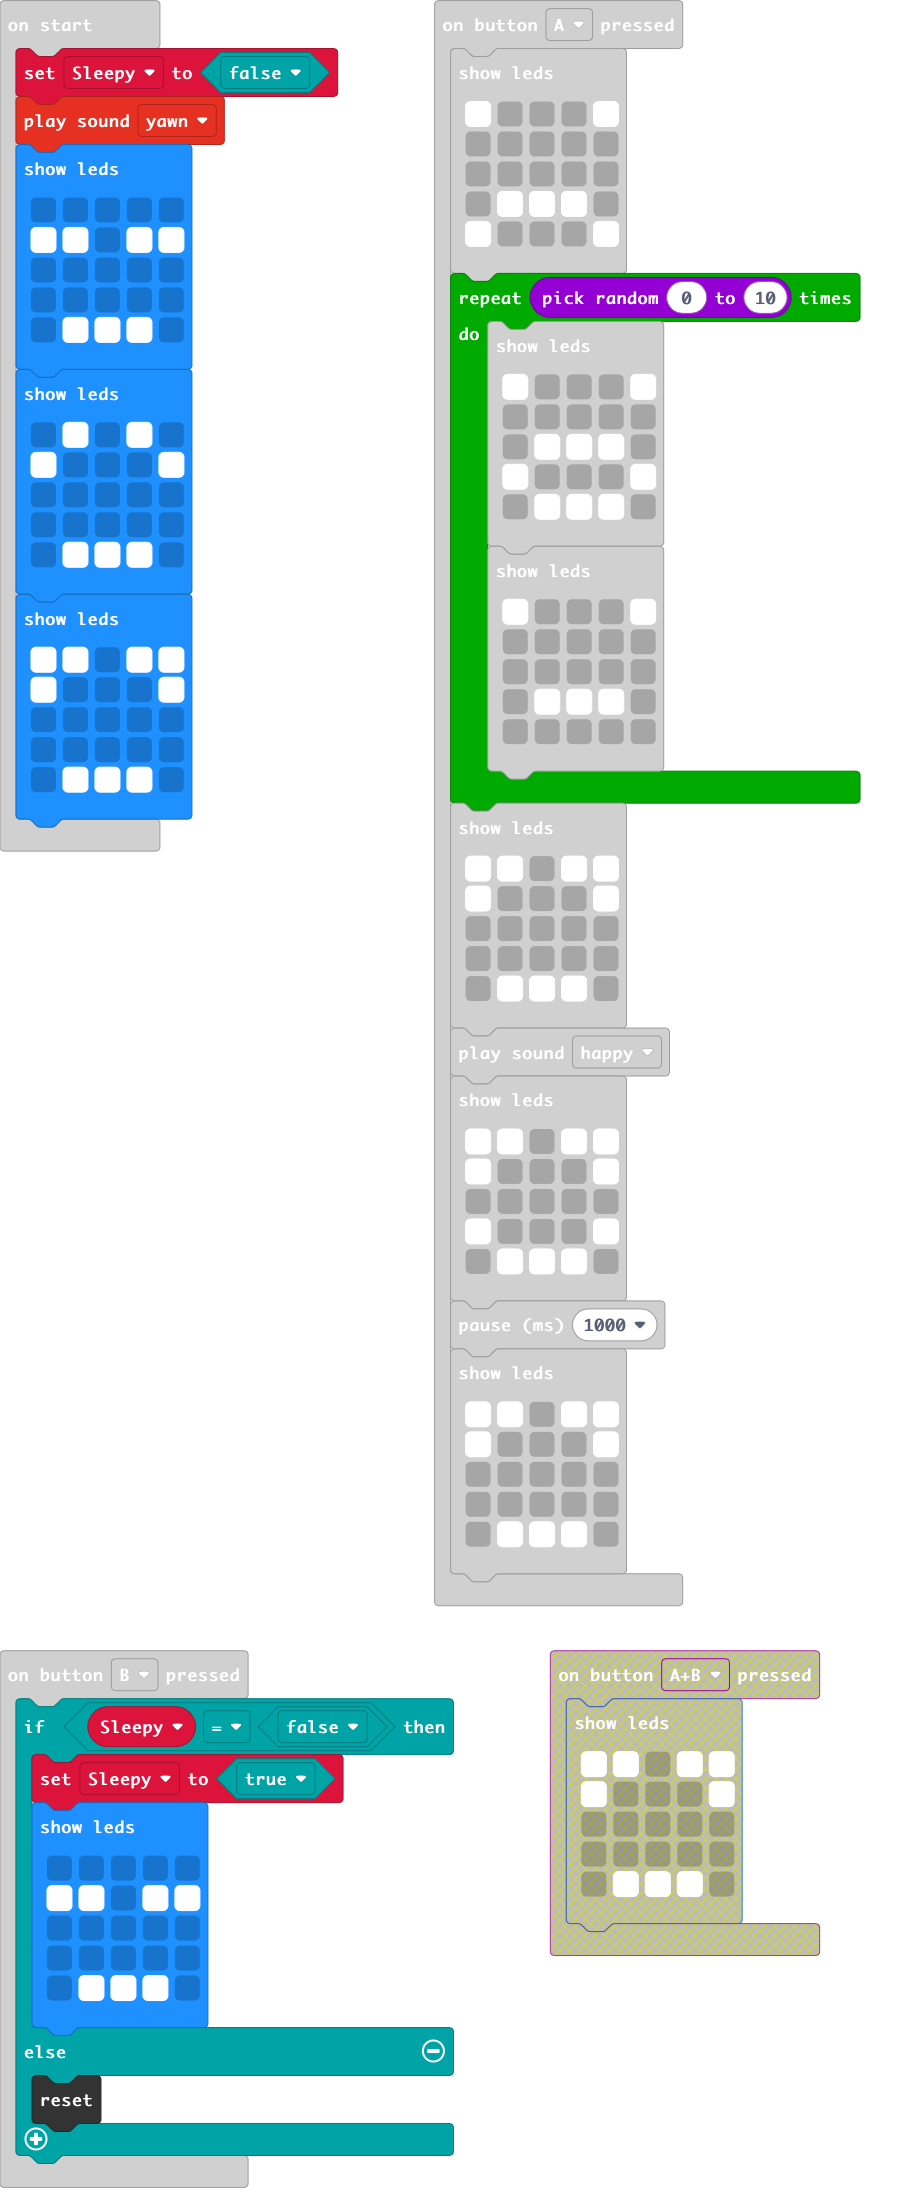 on start
set Sleepy to false
play sound yawn
show leds
show leds
show leds
on button A pressed
show leds
repeat pick random 0 to 10 times
do
show leds
show leds
show leds
play sound happy
show leds
pause (ms) 1000
show leds
on button B pressed
if Sleepy = false then
set Sleepy to true
show leds
else
reset
on button A+B pressed
show leds